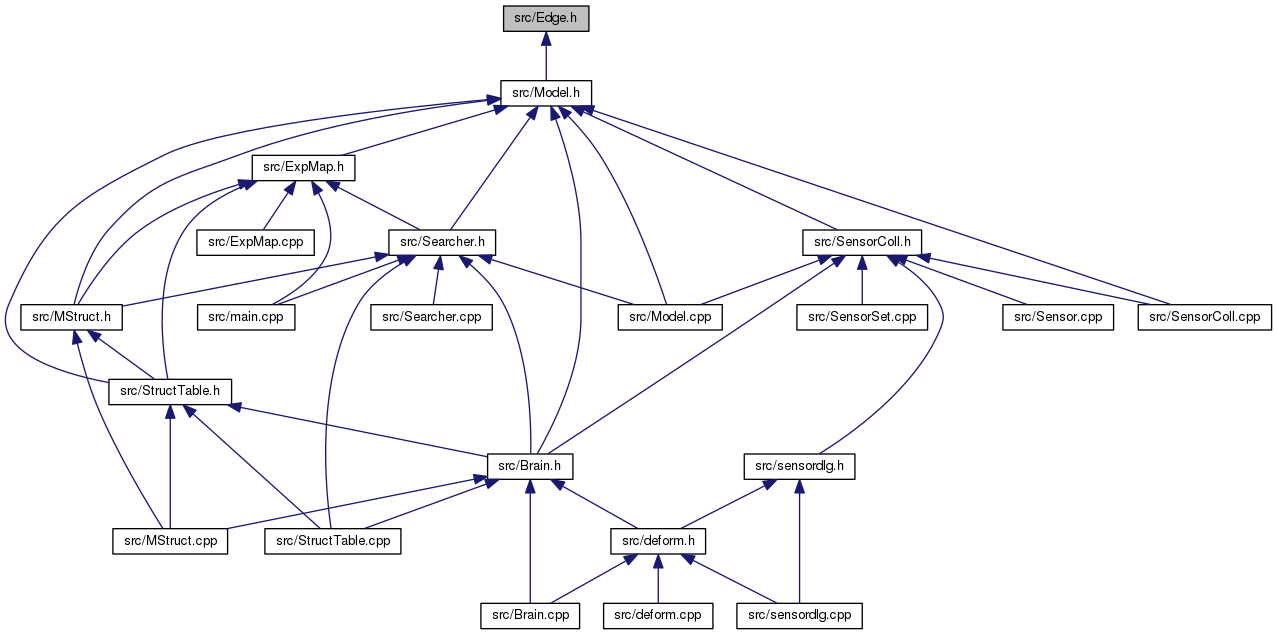 src/Edge.h
src/Model.h
src/ExpMap.h
src/ExpMap.cpp
src/Searcher.h
src/SensorColl.h
src/MStruct.h
src/main.cpp
src/Searcher.cpp
src/Model.cpp
src/SensorSet.cpp
src/Sensor.cpp
src/SensorColl.cpp
src/StructTable.h
src/Brain.h
src/sensordlg.h
src/MStruct.cpp
src/StructTable.cpp
src/deform.h
src/Brain.cpp
src/deform.cpp
src/sensordlg.cpp